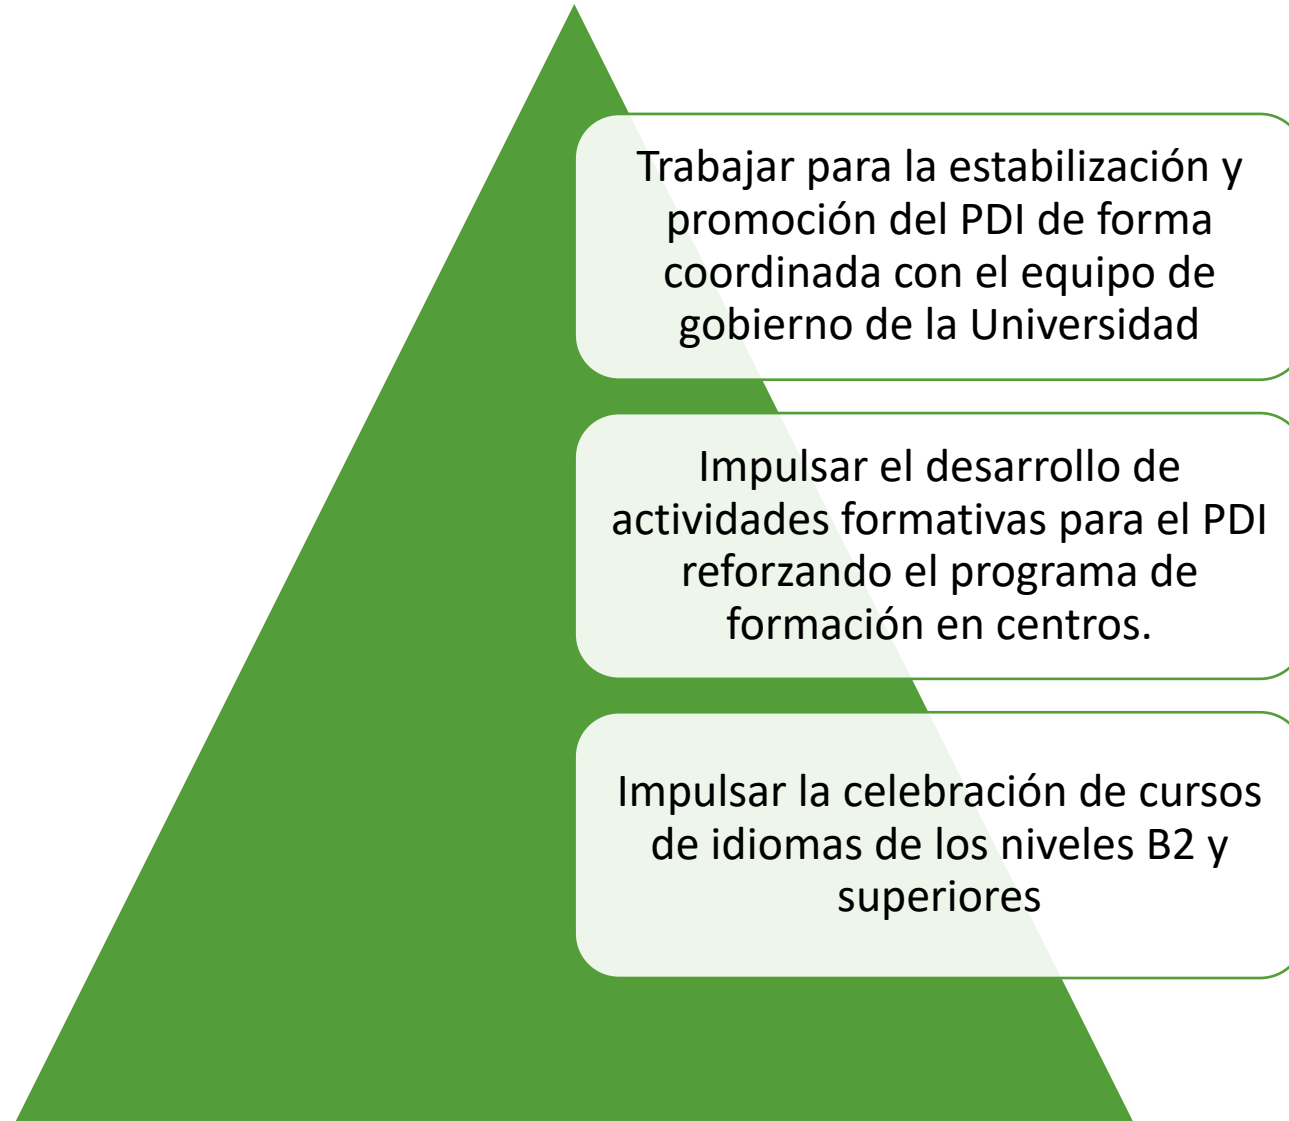 Trabajar para la estabilización y
promoción del PDI de forma
coordinada con el equipo de
gobierno de la Universidad
Impulsar el desarrollo de
actividades formativas para el PDI
reforzando el programa de
formación en centros.
Impulsar la celebración de cursos
de idiomas de los niveles B2 y
superiores